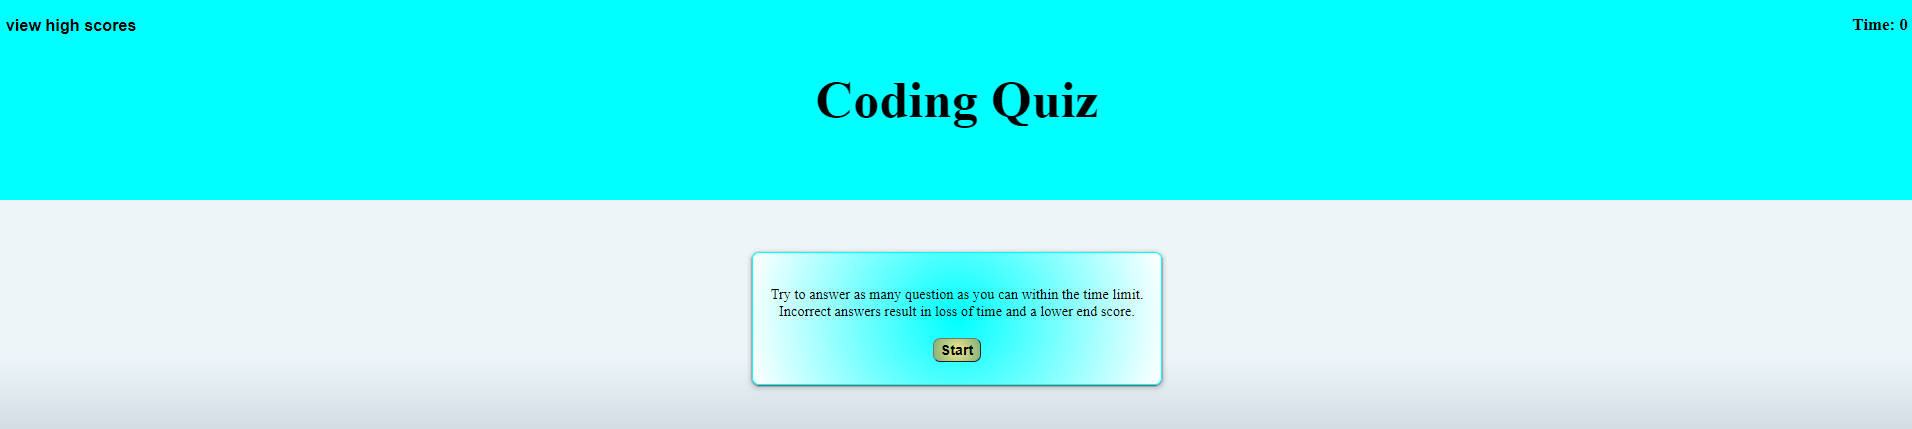 view high scores
Time: 0
Coding Quiz
Try to answer as many question as you can within the time limit.
Incorrect answers result in loss of time and a lower end score.
Start